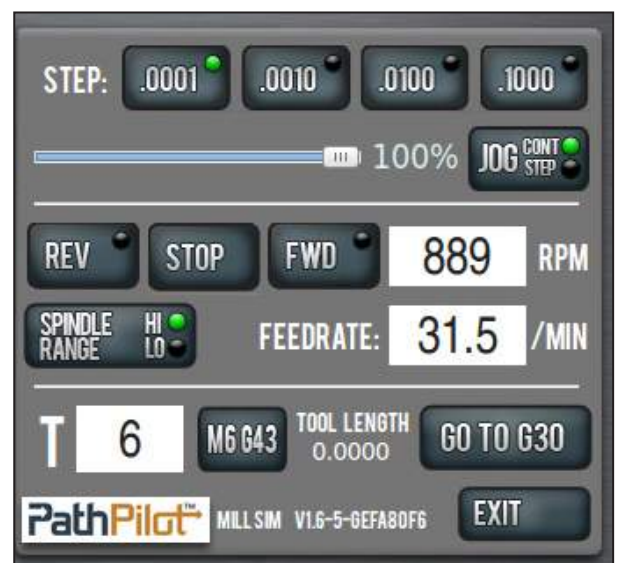 STEP: .0001 .0010 .0100 .1000
100% JOG CONT STEP
REV STOP FWD 889 RPM
SPINDLE RANGE HI LO FEEDRATE: 31.5 /MIN
T 6 M6 G43 TOOL LENGTH 0.0000 GO TO G30
PathPilot™ MILL SIM V1.6-5-GEFA80F6 EXIT